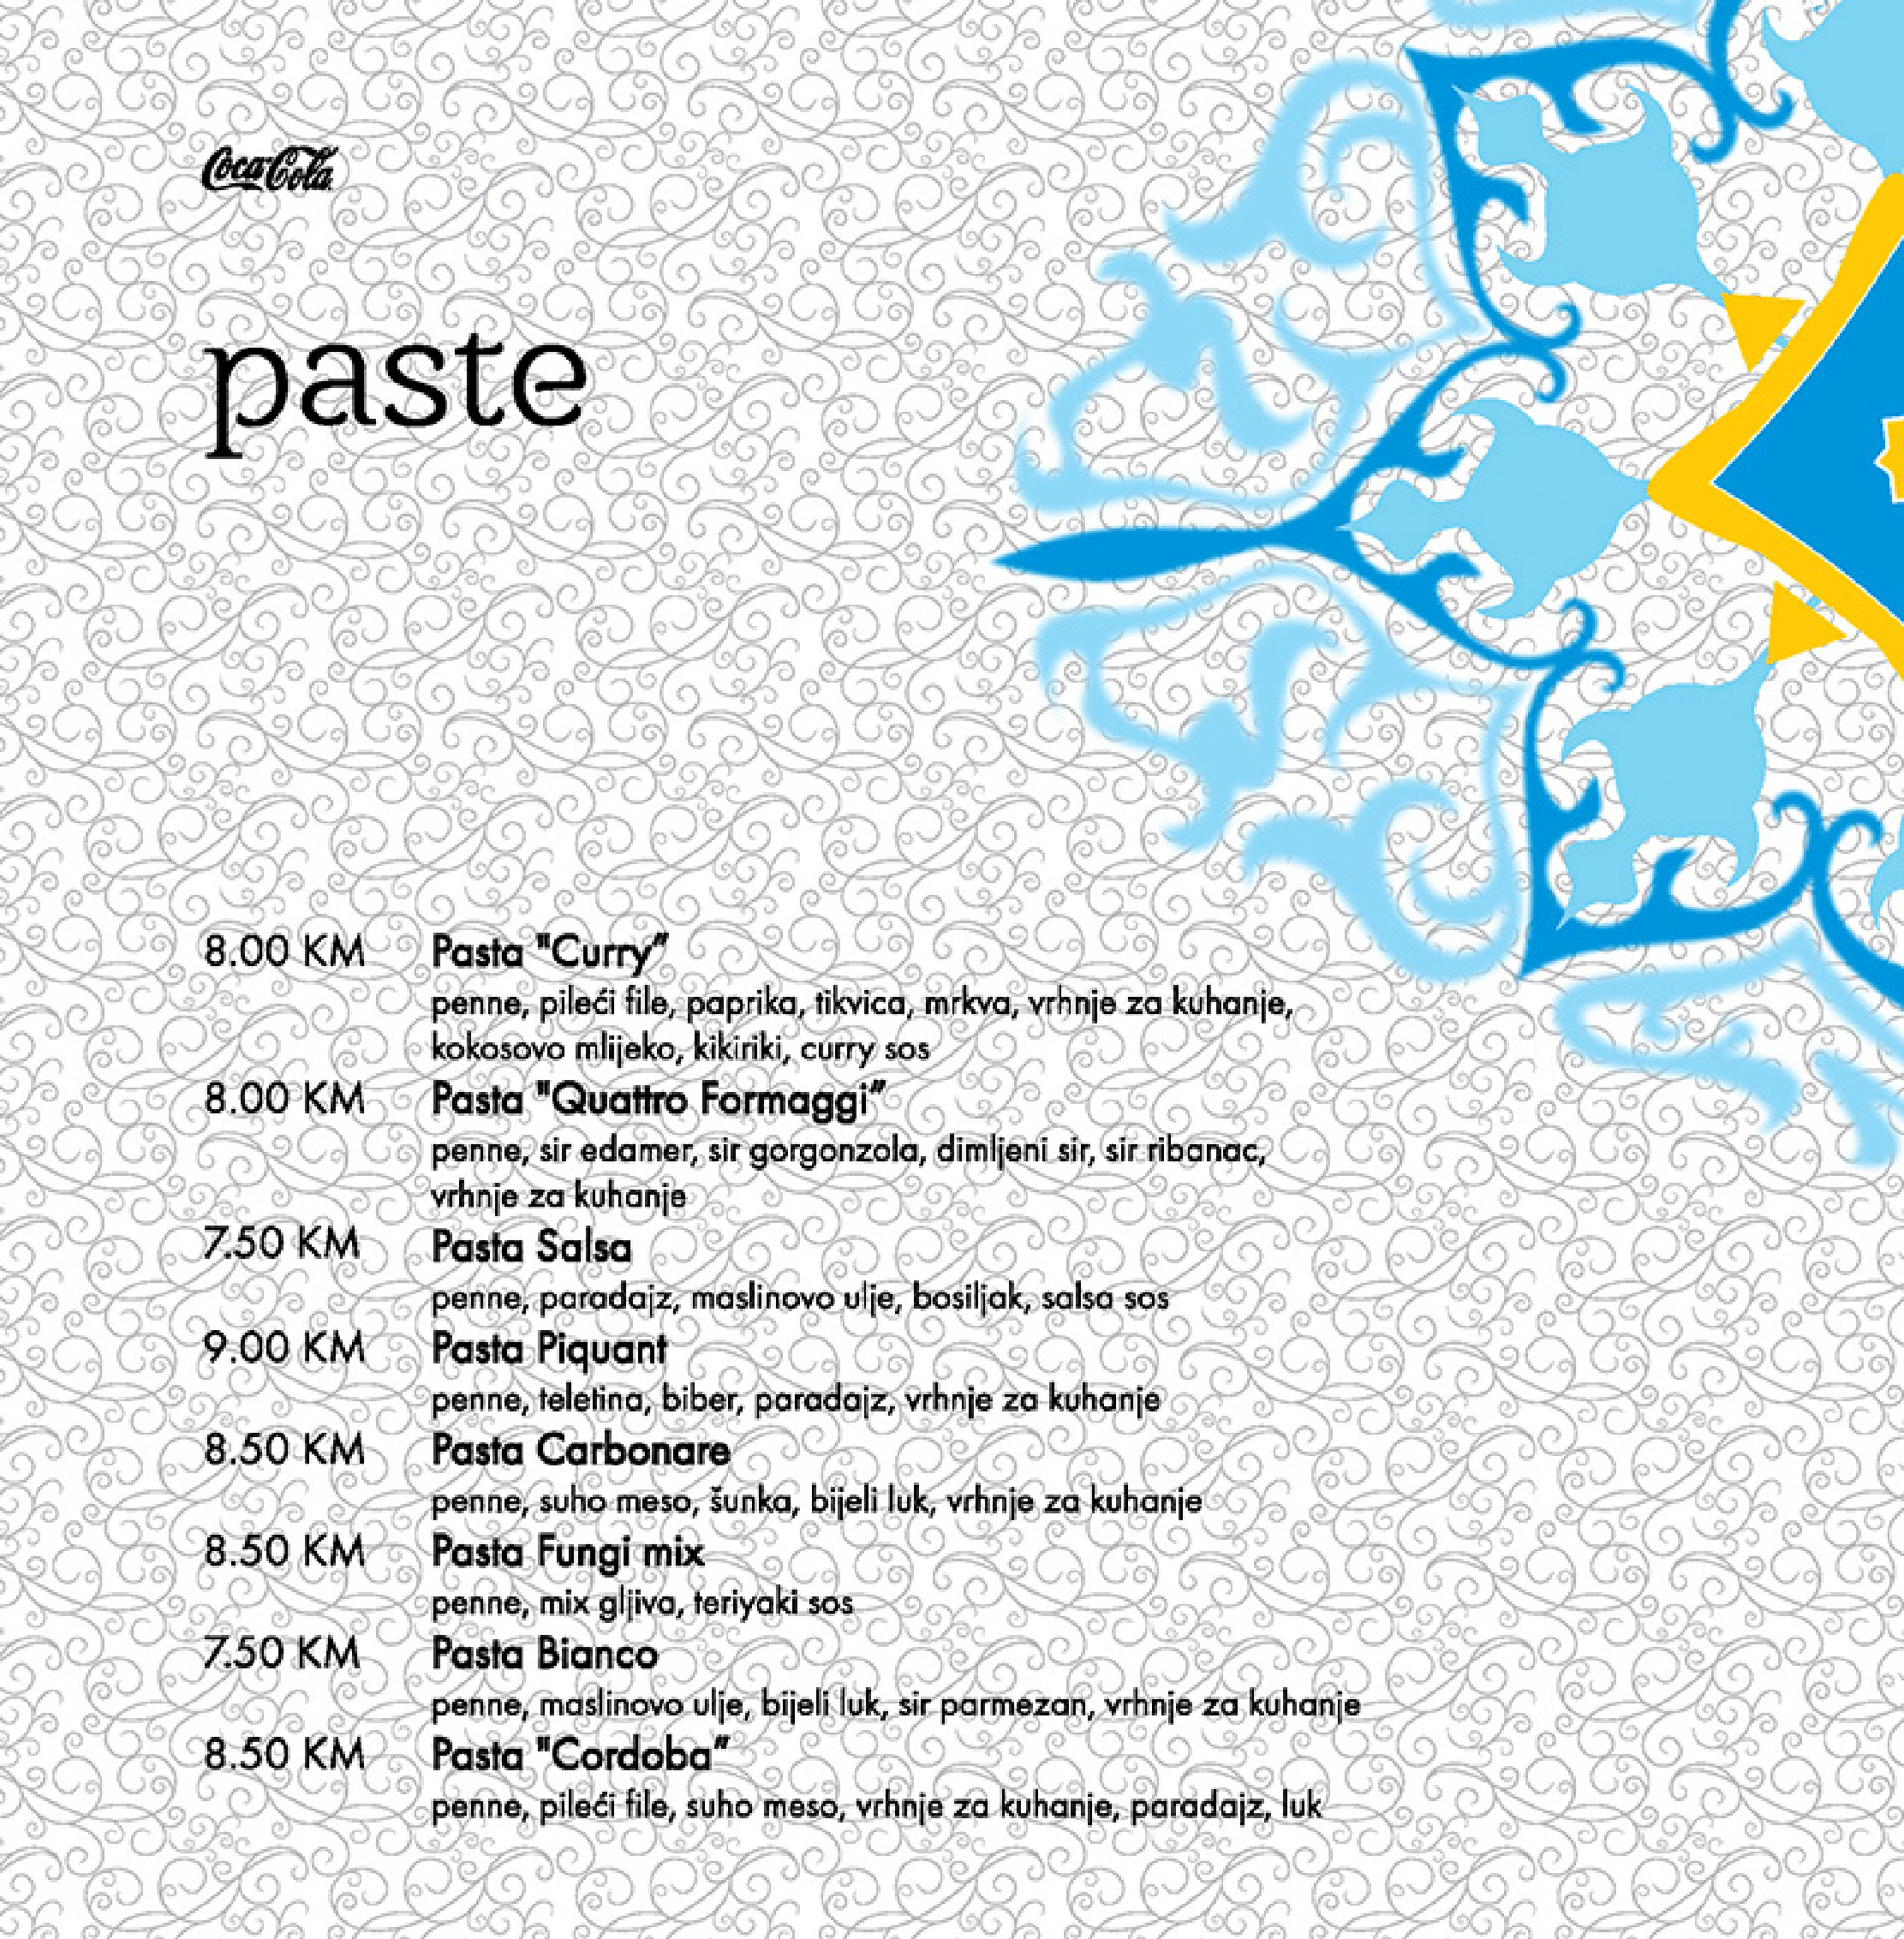 Coca-Cola
paste
8.00 KM Pasta "Curry”
penne, pileći file, paprika, tikvica, mrkva, vrhnje za kuhanje,
kokosovo mlijeko, kikiriki, curry sos
8.00 KM Pasta "Quattro Formaggi”
penne, sir edamer, sir gorgonzola, dimljeni sir, sir ribanac,
vrhnje za kuhanje
7.50 KM Pasta Salsa
penne, paradajz, maslinovo ulje, bosiljak, salsa sos
9.00 KM Pasta Piquant
penne, teletina, biber, paradajz, vrhnje za kuhanje
8.50 KM Pasta Carbonare
penne, suho meso, šunka, bijeli luk, vrhnje za kuhanje
8.50 KM Pasta Fungi mix
penne, mix gljiva, teriyaki sos
7.50 KM Pasta Bianco
penne, maslinovo ulje, bijeli luk, sir parmezan, vrhnje za kuhanje
8.50 KM Pasta "Cordoba”
penne, pileći file, suho meso, vrhnje za kuhanje, paradajz, luk